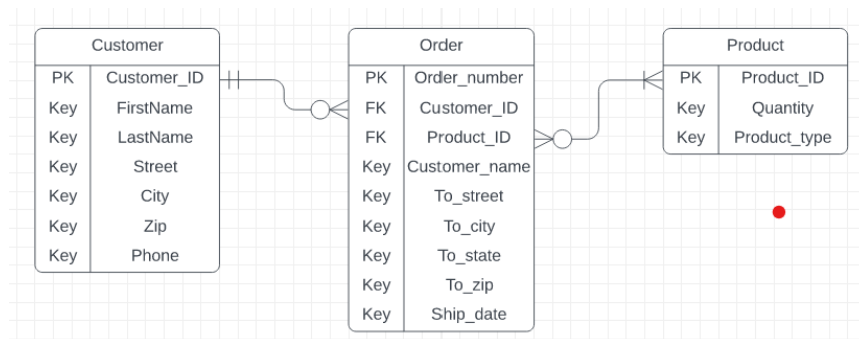 Customer
PK Customer_ID
Key FirstName
Key LastName
Key Street
Key City
Key Zip
Key Phone
Order
PK Order_number
FK Customer_ID
FK Product_ID
Key Customer_name
Key To_street
Key To_city
Key To_state
Key To_zip
Key Ship_date
Product
PK Product_ID
Key Quantity
Key Product_type